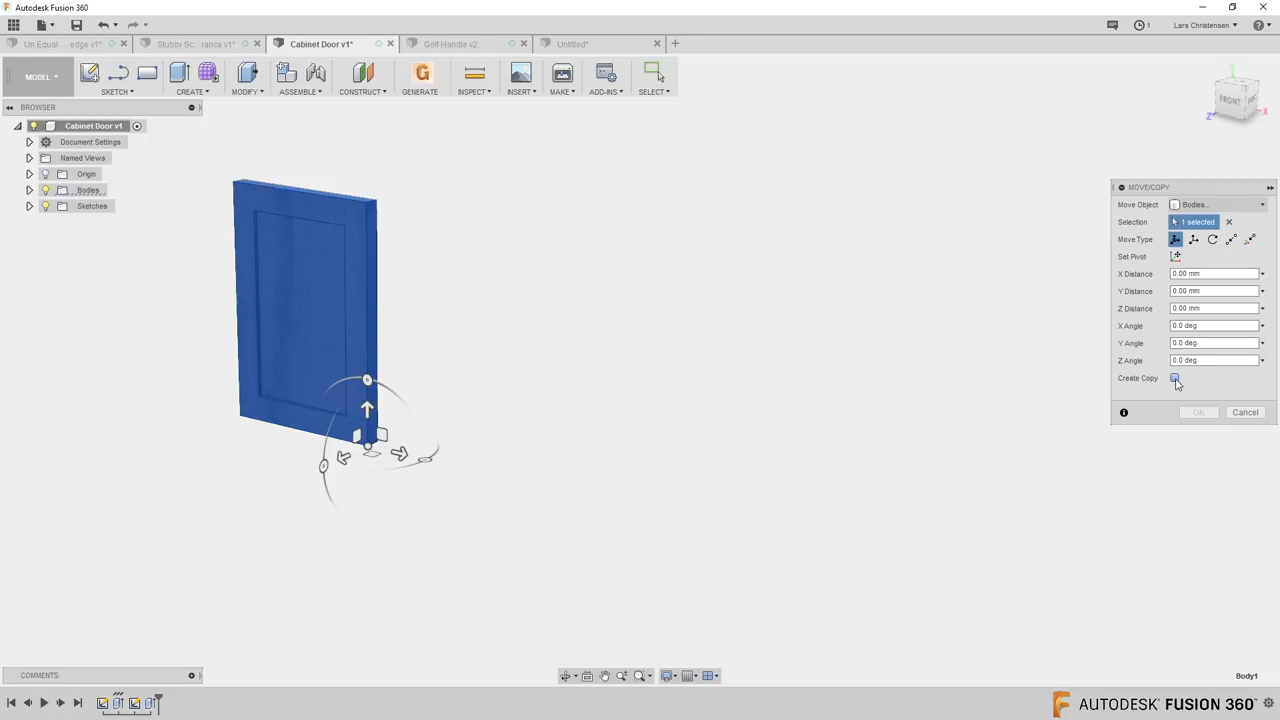 Autodesk Fusion 360
1 Lars Christensen
Un Equal ... edge v1*
Stubby Sc... rance v1*
Cabinet Door v1*
Golf Handle v2
Untitled*
MODEL
SKETCH
CREATE
MODIFY
ASSEMBLE
CONSTRUCT
GENERATE
INSPECT
INSERT
MAKE
ADD-INS
SELECT
BROWSER
Cabinet Door v1
Document Settings
Named Views
Origin
Bodies
Sketches
FRONT
Z
X
MOVE/COPY
Move Object Bodies...
Selection 1 selected
Move Type
Set Pivot
X Distance 0.00 mm
Y Distance 0.00 mm
Z Distance 0.00 mm
X Angle 0.0 deg
Y Angle 0.0 deg
Z Angle 0.0 deg
Create Copy
OK Cancel
COMMENTS
Body1
AUTODESK® FUSION 360™